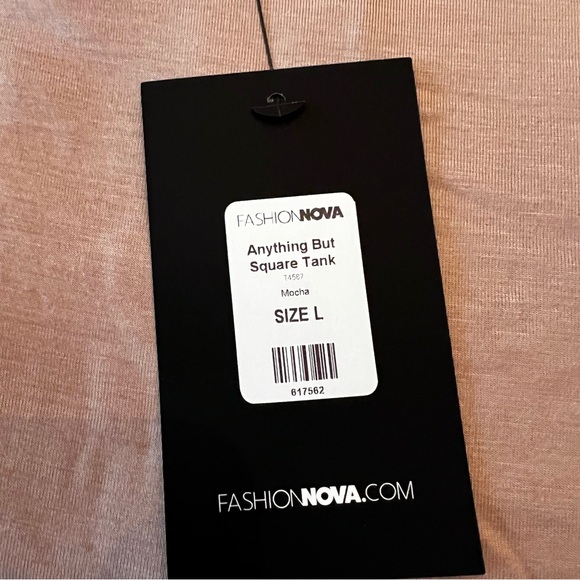 FASHIONNOVA
Anything But
Square Tank
T4587
Mocha
SIZE L
617562
FASHIONNOVA.COM